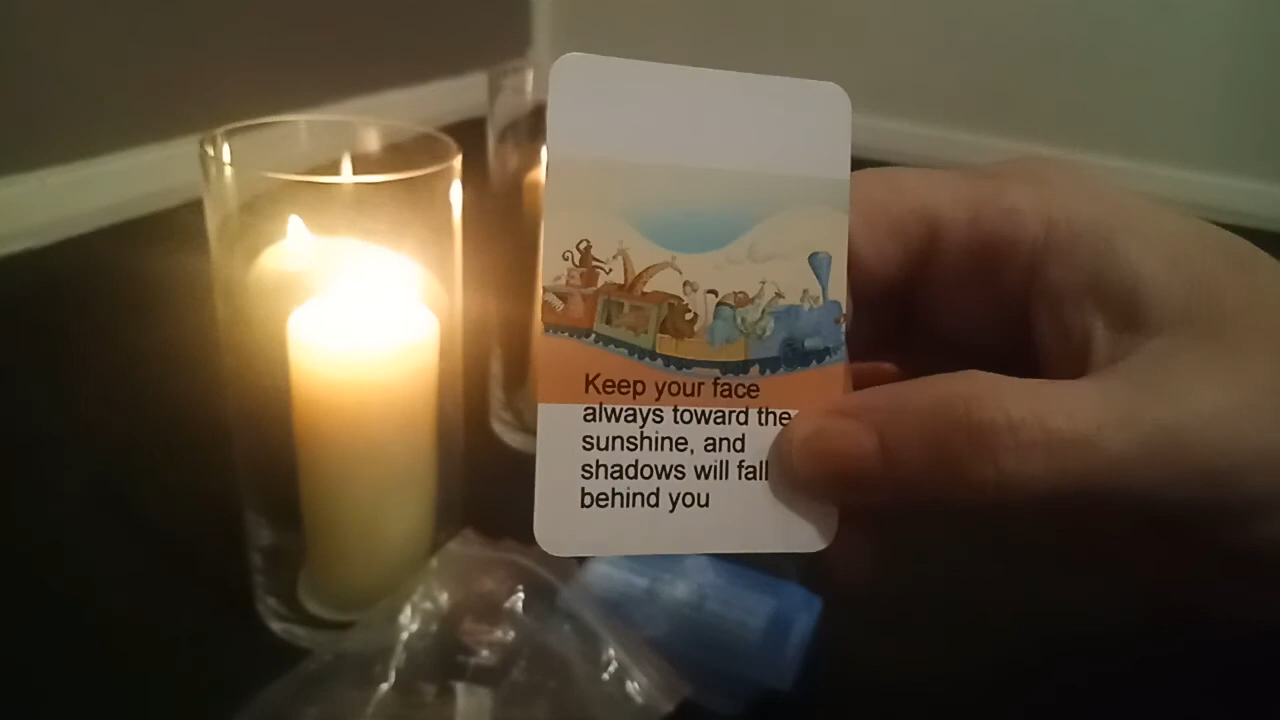 Keep your face
always toward the
sunshine, and
shadows will fall
behind you